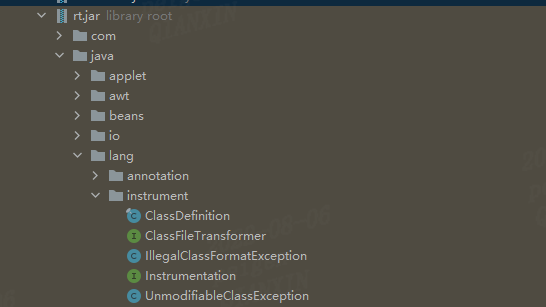 rt.jar library root
com
java
applet
awt
beans
io
lang
annotation
instrument
C ClassDefinition
I ClassFileTransformer
C IllegalClassFormatException
I Instrumentation
C UnmodifiableClassException